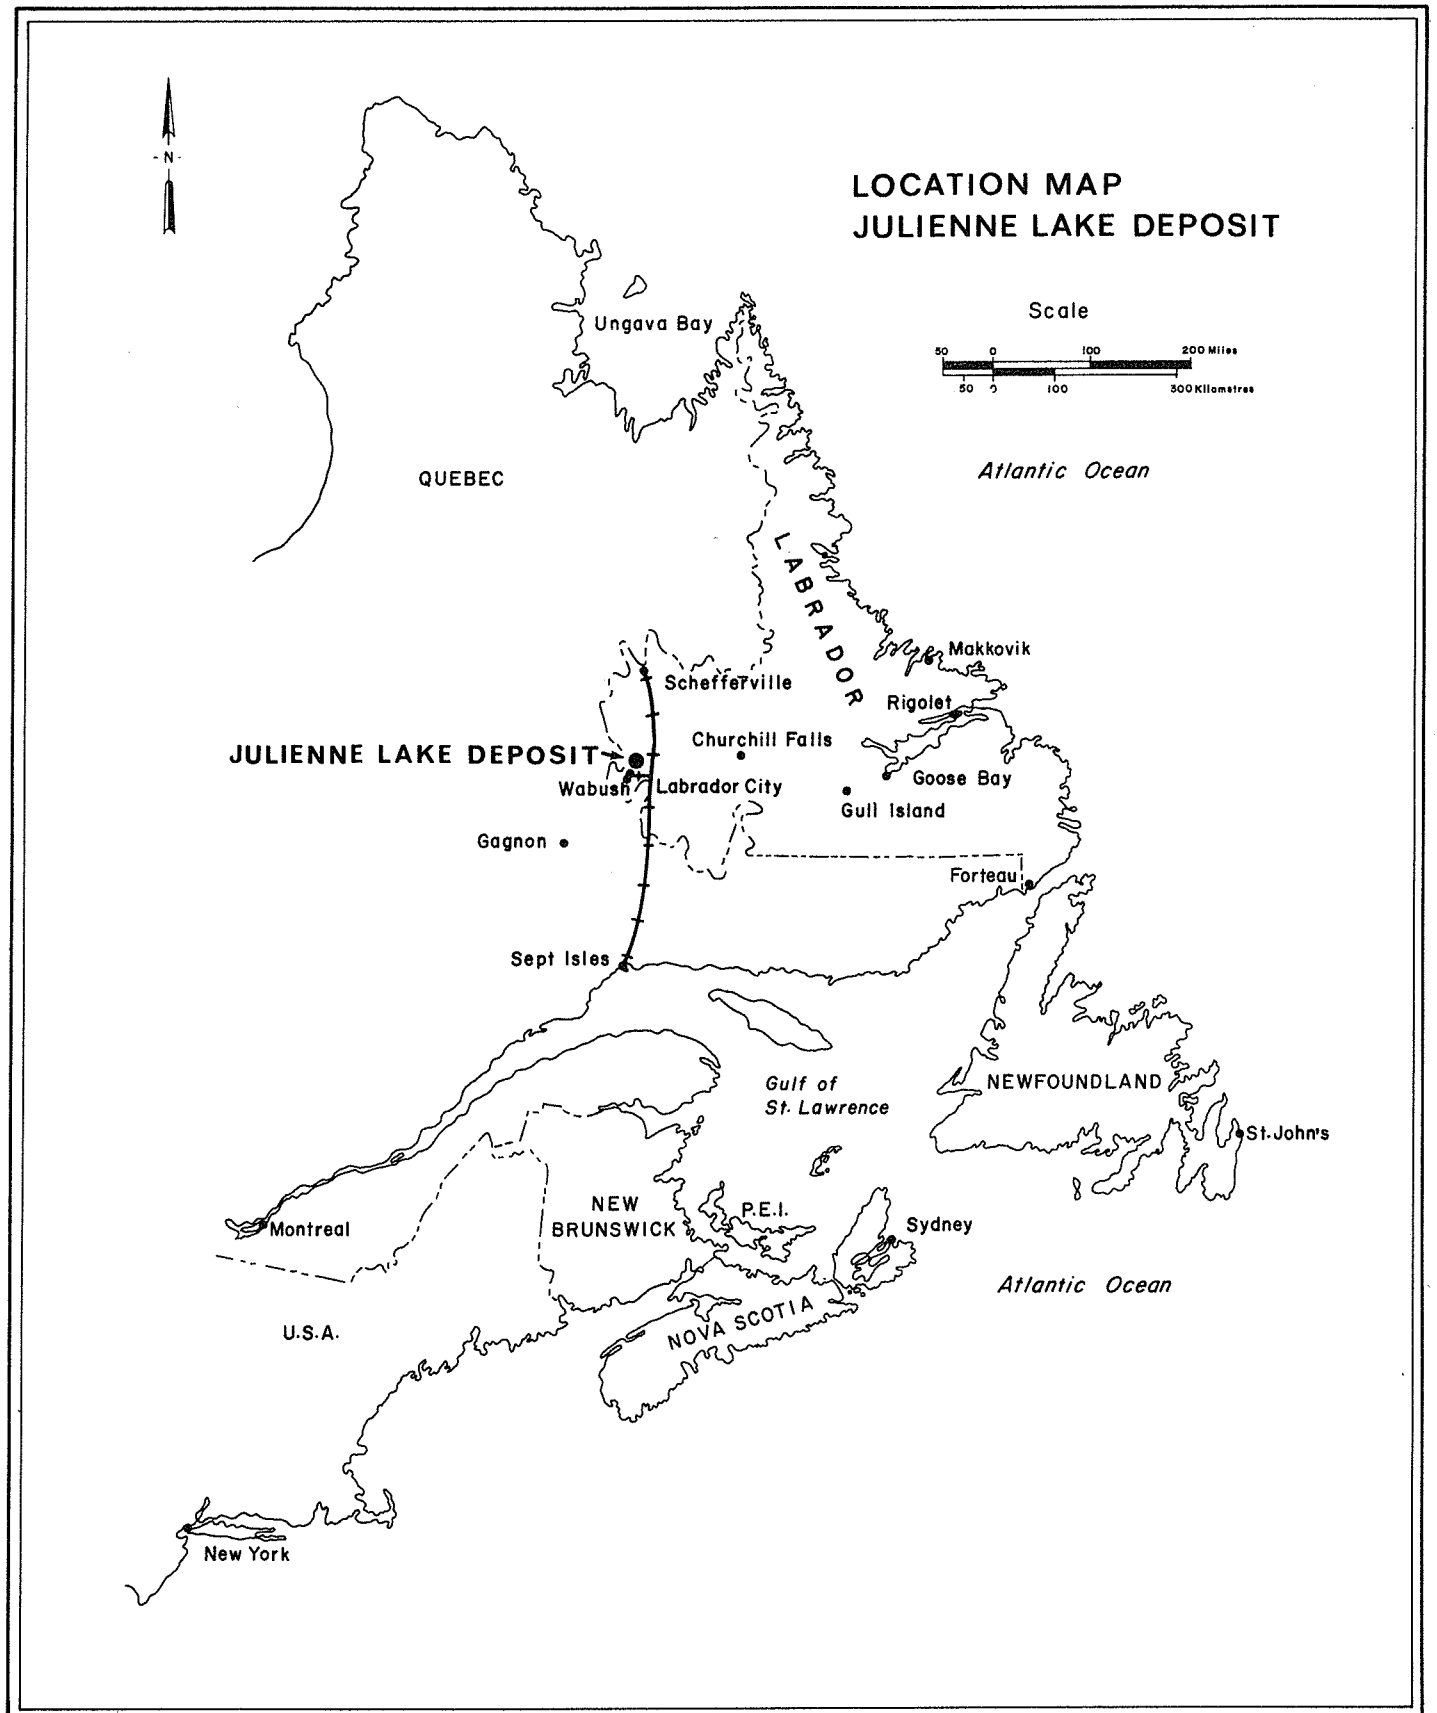 - N -
LOCATION MAP
JULIENNE LAKE DEPOSIT
Scale
50 0 100 200 Miles
50 0 100 300 Kilometres
Ungava Bay
Atlantic Ocean
QUEBEC
LABRADOR
Makkovik
Schefferville
Rigolet
Churchill Falls
JULIENNE LAKE DEPOSIT
Goose Bay
Wabush
Labrador City
Gull Island
Gagnon
Forteau
Sept Isles
Gulf of
St. Lawrence
NEWFOUNDLAND
St. John's
NEW
BRUNSWICK
P.E.I.
Sydney
Montreal
Atlantic Ocean
NOVA SCOTIA
U.S.A.
New York